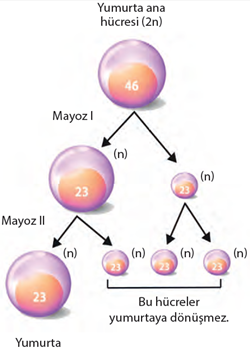 Yumurta ana
hücresi (2n)
46
Mayoz I
(n)
(n)
23
23
Mayoz II
(n)
(n)
(n)
(n)
23
23
23
23
Bu hücreler
yumurtaya dönüşmez.
Yumurta